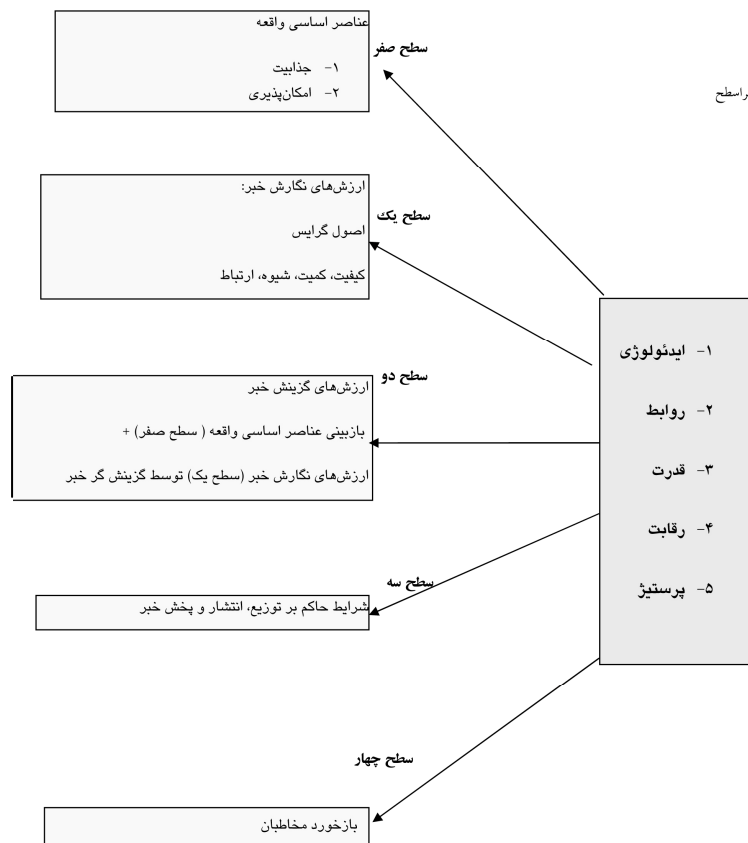 عناصر اساسی واقعه
سطح صفر
۱- جذابیت
۲- امکان‌پذیری
راسطح
ارزش‌های نگارش خبر:
سطح یک
اصول گرایس
کیفیت، کمیت، شیوه، ارتباط
۱- ایدئولوژی
۲- روابط
۳- قدرت
۴- رقابت
۵- پرستیژ
سطح دو
ارزش‌های گزینش خبر
بازبینی عناصر اساسی واقعه ( سطح صفر) +
ارزش‌های نگارش خبر (سطح یک) توسط گزینش گر خبر
سطح سه
شرایط حاکم بر توزیع، انتشار و پخش خبر
سطح چهار
بازخورد مخاطبان